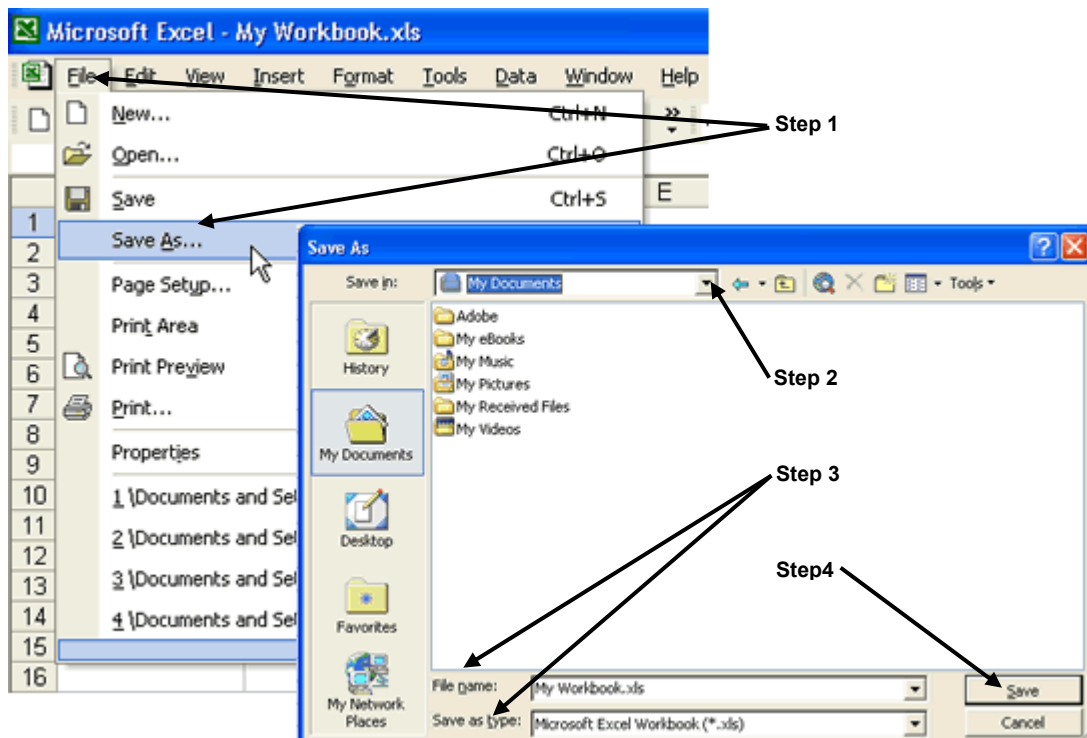 Microsoft Excel - My Workbook.xls
File Edit View Insert Format Tools Data Window Help
New... Ctrl+N
Open... Ctrl+O
Save Ctrl+S
Save As...
Page Setup...
Print Area
Print Preview
Print...
Properties
1 \Documents and Se
2 \Documents and Se
3 \Documents and Se
4 \Documents and Se
E
1
2
3
4
5
6
7
8
9
10
11
12
13
14
15
16
Step 1
Save As
Save in: My Documents Tools
History
My Documents
Desktop
Favorites
My Network Places
Adobe
My eBooks
My Music
My Pictures
My Received Files
My Videos
Step 2
Step 3
Step4
File name: My Workbook.xls Save
Save as type: Microsoft Excel Workbook (*.xls) Cancel